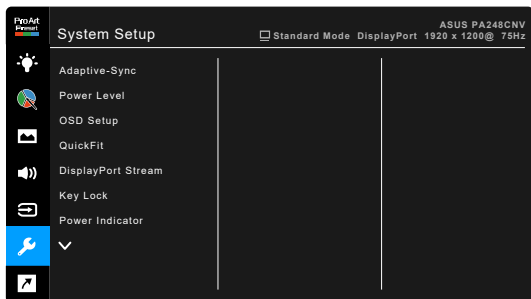 ProArt
Preset
System Setup
ASUS PA248CNV
Standard Mode DisplayPort 1920 x 1200@ 75Hz
Adaptive-Sync
Power Level
OSD Setup
QuickFit
DisplayPort Stream
Key Lock
Power Indicator